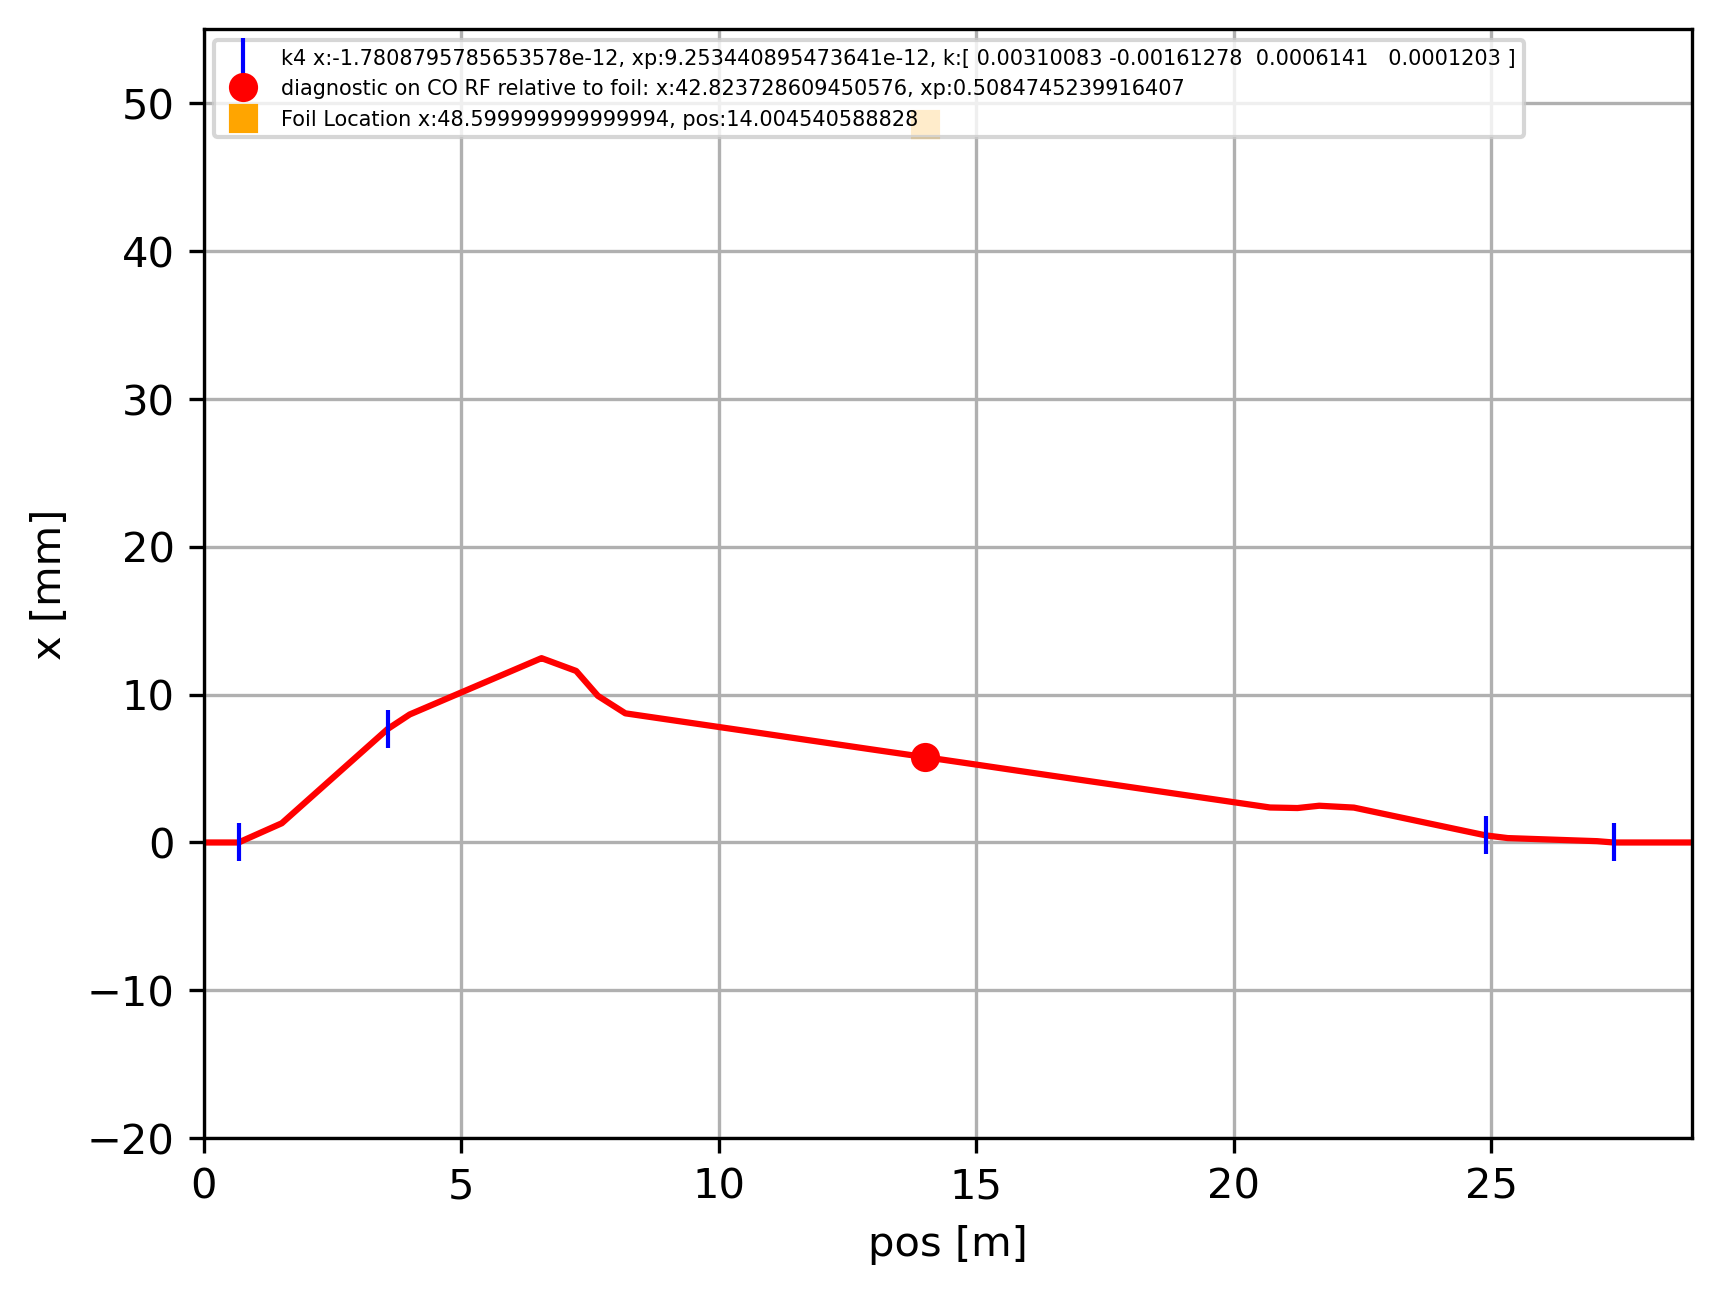 k4 x:-1.7808795785653578e-12, xp:9.253440895473641e-12, k:[ 0.00310083 -0.00161278  0.0006141   0.0001203 ]
diagnostic on CO RF relative to foil: x:42.823728609450576, xp:0.5084745239916407
Foil Location x:48.599999999999994, pos:14.004540588828
50
40
30
20
10
0
−10
−20
x [mm]
0 5 10 15 20 25
pos [m]